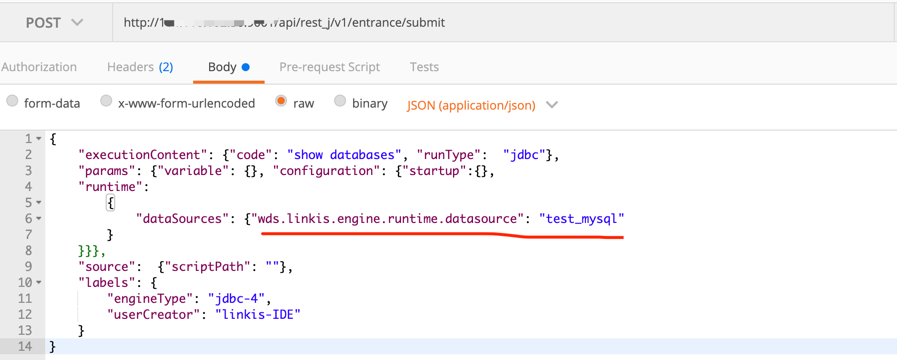 POST http://1 api/rest_j/v1/entrance/submit
Authorization Headers (2) Body Pre-request Script Tests
form-data x-www-form-urlencoded raw binary JSON (application/json)
1 {
2 "executionContent": {"code": "show databases", "runType":  "jdbc"},
3 "params": {"variable": {}, "configuration": {"startup":{},
4 "runtime":
5 {
6 "dataSources": {"wds.linkis.engine.runtime.datasource": "test_mysql"
7 }
8 }}},
9 "source":  {"scriptPath": ""},
10 "labels": {
11 "engineType": "jdbc-4",
12 "userCreator": "linkis-IDE"
13 }
14 }